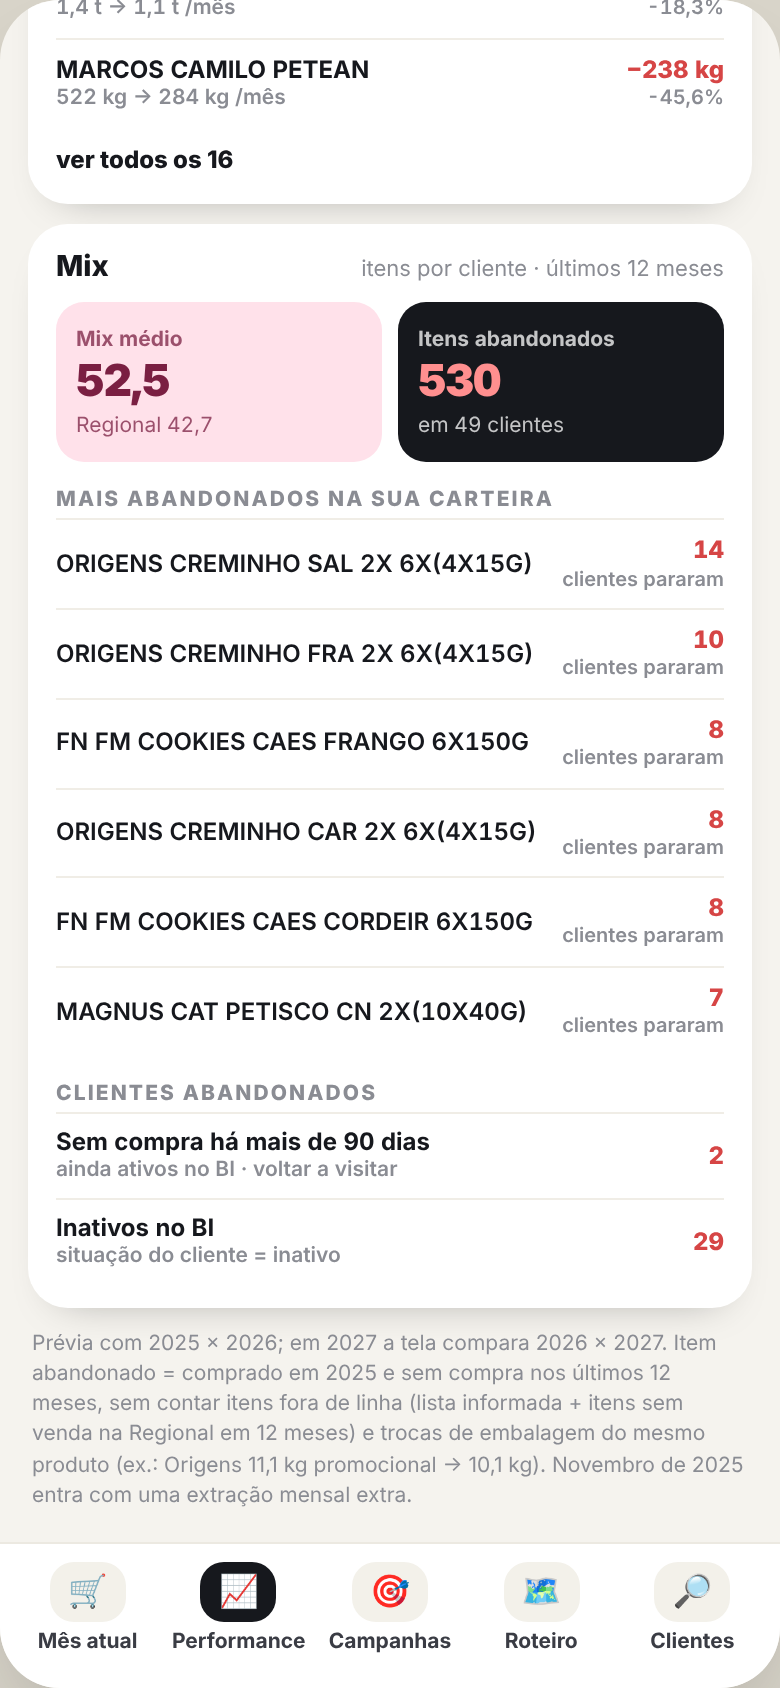 1,4 t → 1,1 t /mês
-18,3%
MARCOS CAMILO PETEAN
−238 kg
522 kg → 284 kg /mês
-45,6%
ver todos os 16
Mix
itens por cliente · últimos 12 meses
Mix médio
52,5
Regional 42,7
Itens abandonados
530
em 49 clientes
MAIS ABANDONADOS NA SUA CARTEIRA
ORIGENS CREMINHO SAL 2X 6X(4X15G)
14
clientes pararam
ORIGENS CREMINHO FRA 2X 6X(4X15G)
10
clientes pararam
FN FM COOKIES CAES FRANGO 6X150G
8
clientes pararam
ORIGENS CREMINHO CAR 2X 6X(4X15G)
8
clientes pararam
FN FM COOKIES CAES CORDEIR 6X150G
8
clientes pararam
MAGNUS CAT PETISCO CN 2X(10X40G)
7
clientes pararam
CLIENTES ABANDONADOS
Sem compra há mais de 90 dias
ainda ativos no BI · voltar a visitar
2
Inativos no BI
situação do cliente = inativo
29
Prévia com 2025 × 2026; em 2027 a tela compara 2026 × 2027. Item
abandonado = comprado em 2025 e sem compra nos últimos 12
meses, sem contar itens fora de linha (lista informada + itens sem
venda na Regional em 12 meses) e trocas de embalagem do mesmo
produto (ex.: Origens 11,1 kg promocional → 10,1 kg). Novembro de 2025
entra com uma extração mensal extra.
Mês atual
Performance
Campanhas
Roteiro
Clientes